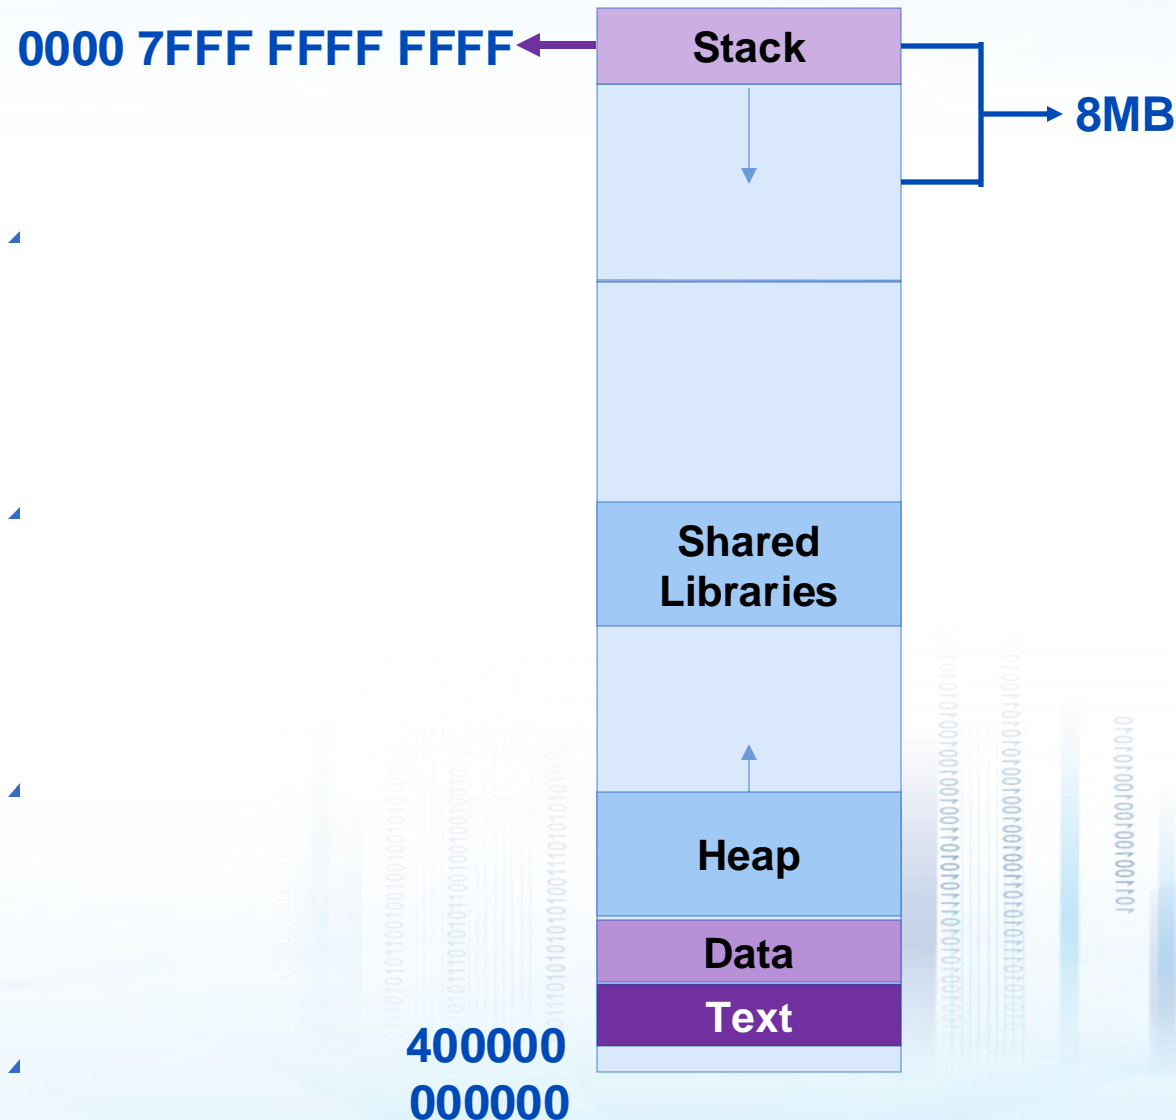 0000 7FFF FFFF FFFF
Stack
8MB
Shared
Libraries
Heap
Data
Text
400000
000000